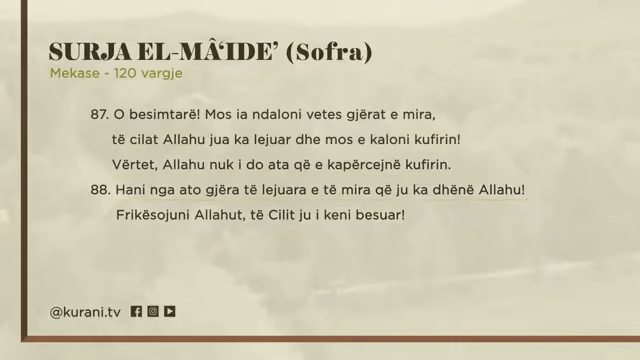 SURJA EL-MÂ‘IDE’ (Sofra)
Mekase - 120 vargje
87. O besimtarë! Mos ia ndaloni vetes gjërat e mira,
të cilat Allahu jua ka lejuar dhe mos e kaloni kufirin!
Vërtet, Allahu nuk i do ata që e kapërcejnë kufirin.
88. Hani nga ato gjëra të lejuara e të mira që ju ka dhënë Allahu!
Frikësojuni Allahut, të Cilit ju i keni besuar!
@kurani.tv